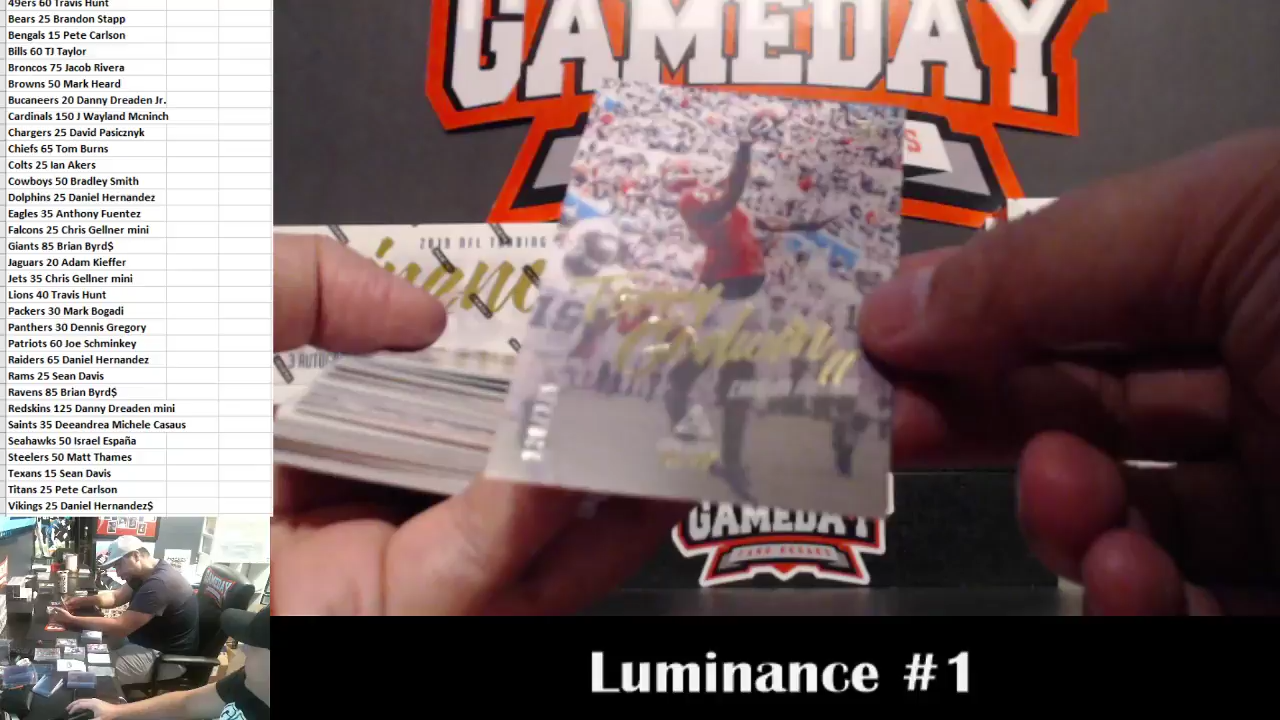 49ers 60 Travis Hunt
Bears 25 Brandon Stapp
Bengals 15 Pete Carlson
Bills 60 TJ Taylor
Broncos 75 Jacob Rivera
Browns 50 Mark Heard
Bucaneers 20 Danny Dreaden Jr.
Cardinals 150 J Wayland Mcninch
Chargers 25 David Pasicznyk
Chiefs 65 Tom Burns
Colts 25 Ian Akers
Cowboys 50 Bradley Smith
Dolphins 25 Daniel Hernandez
Eagles 35 Anthony Fuentez
Falcons 25 Chris Gellner mini
Giants 85 Brian Byrd$
Jaguars 20 Adam Kieffer
Jets 35 Chris Gellner mini
Lions 40 Travis Hunt
Packers 30 Mark Bogadi
Panthers 30 Dennis Gregory
Patriots 60 Joe Schminkey
Raiders 65 Daniel Hernandez
Rams 25 Sean Davis
Ravens 85 Brian Byrd$
Redskins 125 Danny Dreaden mini
Saints 35 Deeandrea Michele Casaus
Seahawks 50 Israel España
Steelers 50 Matt Thames
Texans 15 Sean Davis
Titans 25 Pete Carlson
Vikings 25 Daniel Hernandez$
GAMEDAY
2019 NFL TRADING
Godwin
GAMEDAY
CARD BREAKS
GAMEDAY
Luminance #1